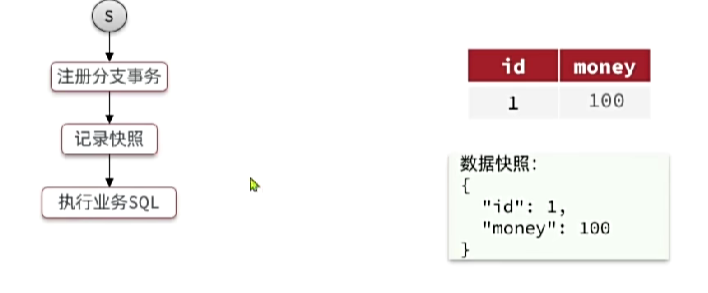 S
注册分支事务
记录快照
执行业务SQL
id money
1 100
数据快照:
{
"id": 1,
"money": 100
}